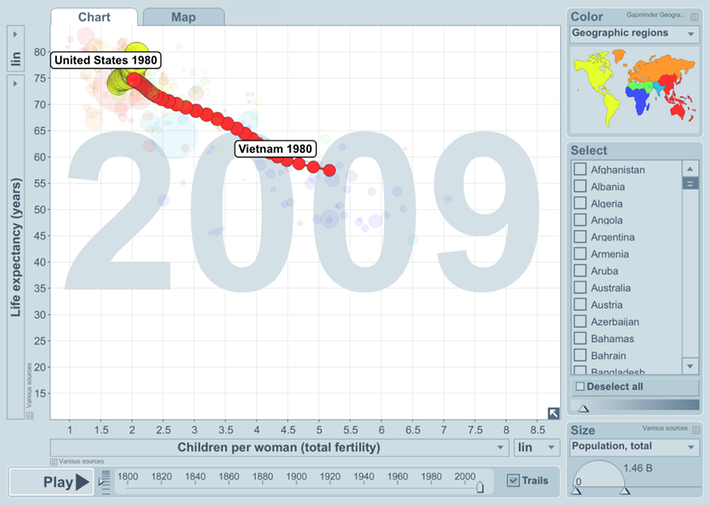 Chart
Map
lin
Life expectancy (years)
Various sources
80
75
70
65
60
55
50
45
40
35
30
25
20
15
2009
United States 1980
Vietnam 1980
1 1.5 2 2.5 3 3.5 4 4.5 5 5.5 6 6.5 7 7.5 8 8.5
Children per woman (total fertility)
lin
Various sources
Play
1800 1820 1840 1860 1880 1900 1920 1940 1960 1980 2000
Trails
Color
Gapminder Geogra...
Geographic regions
Select
Afghanistan
Albania
Algeria
Angola
Argentina
Armenia
Aruba
Australia
Austria
Azerbaijan
Bahamas
Bahrain
Bangladesh
Deselect all
Size
Various sources
Population, total
1.46 B
0